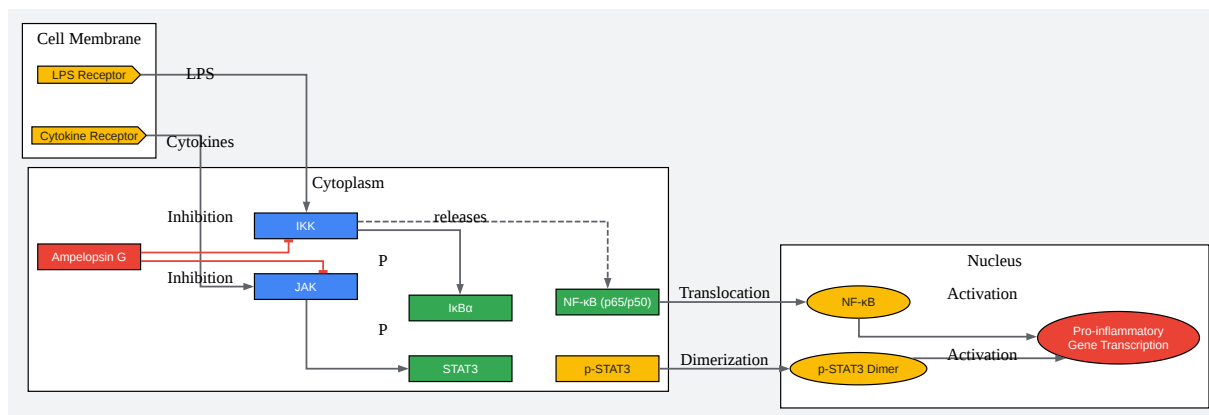 Cell Membrane
LPS Receptor
LPS
Cytokine Receptor
Cytokines
Cytoplasm
Inhibition
IKK
releases
Ampelopsin G
P
Inhibition
JAK
IκBα
NF-κB (p65/p50)
P
STAT3
p-STAT3
Translocation
Dimerization
Nucleus
NF-κB
Activation
Pro-inflammatory
Gene Transcription
Activation
p-STAT3 Dimer